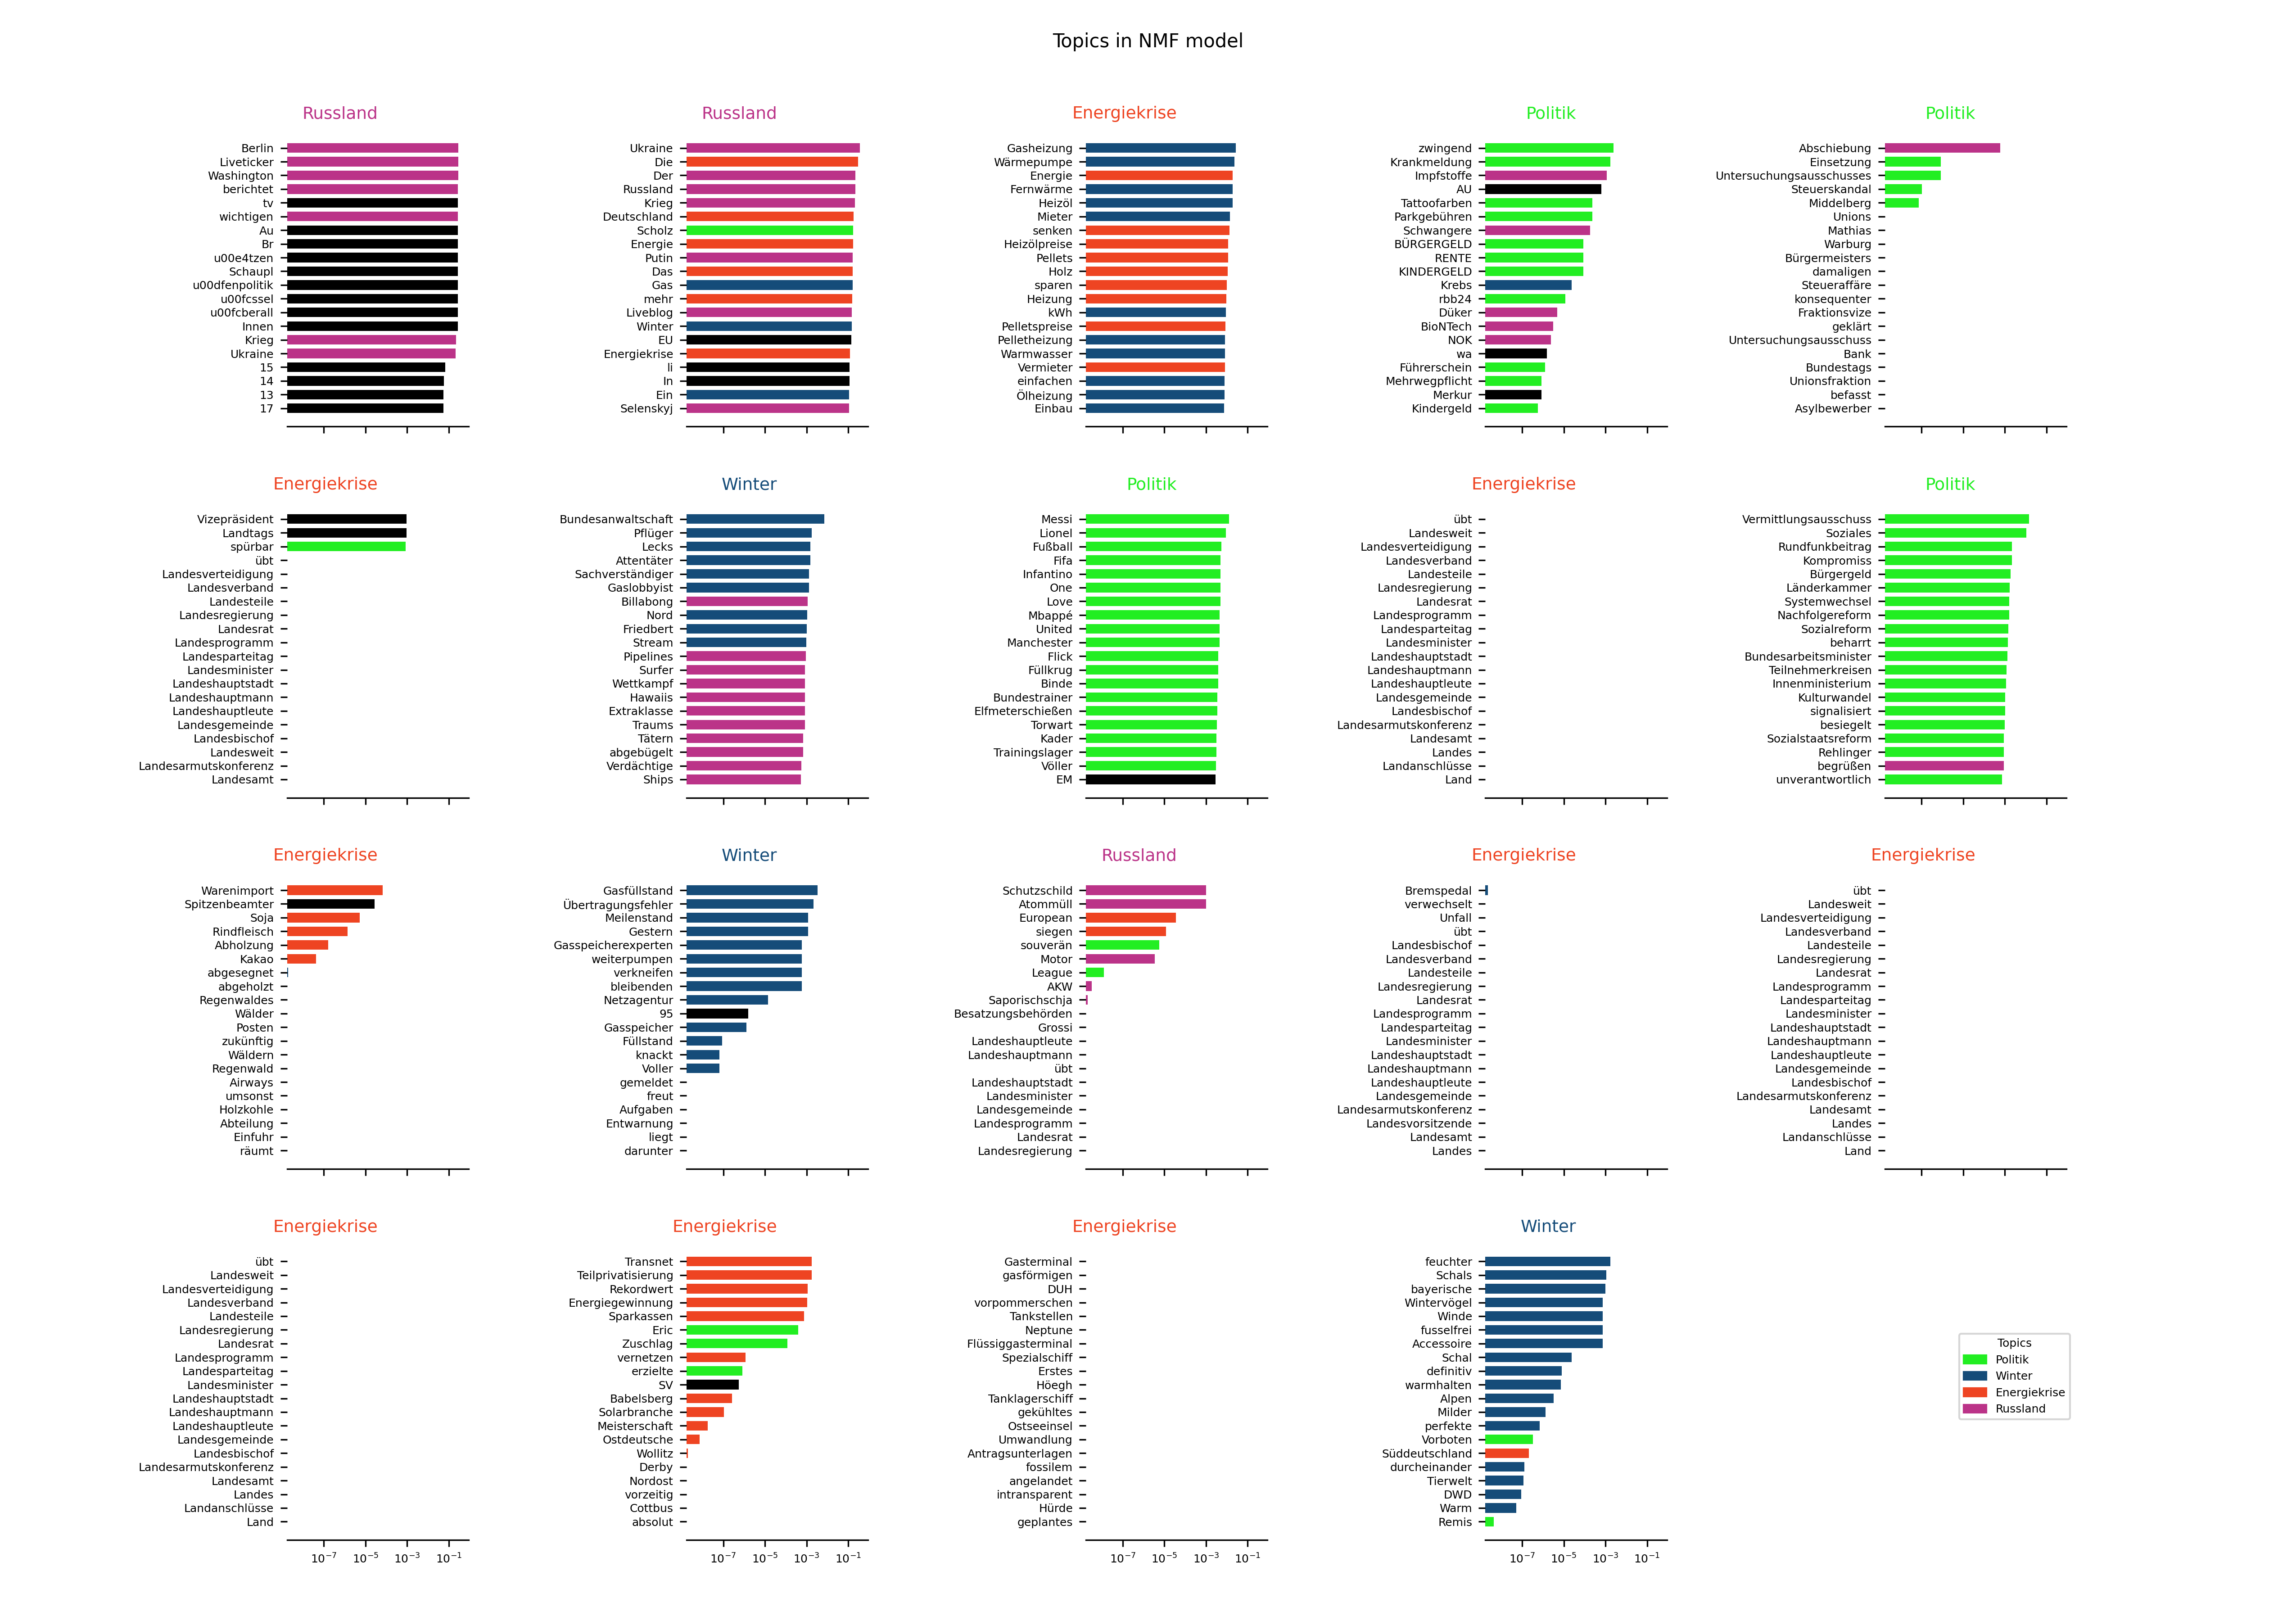 Topics in NMF model
Russland
Berlin
Liveticker
Washington
berichtet
tv
wichtigen
Au
Br
u00e4tzen
Schaupl
u00dfenpolitik
u00fcssel
u00fcberall
Innen
Krieg
Ukraine
15
14
13
17
Russland
Ukraine
Die
Der
Russland
Krieg
Deutschland
Scholz
Energie
Putin
Das
Gas
mehr
Liveblog
Winter
EU
Energiekrise
li
In
Ein
Selenskyj
Energiekrise
Gasheizung
Wärmepumpe
Energie
Fernwärme
Heizöl
Mieter
senken
Heizölpreise
Pellets
Holz
sparen
Heizung
kWh
Pelletspreise
Pelletheizung
Warmwasser
Vermieter
einfachen
Ölheizung
Einbau
Politik
zwingend
Krankmeldung
Impfstoffe
AU
Tattoofarben
Parkgebühren
Schwangere
BÜRGERGELD
RENTE
KINDERGELD
Krebs
rbb24
Düker
BioNTech
NOK
wa
Führerschein
Mehrwegpflicht
Merkur
Kindergeld
Politik
Abschiebung
Einsetzung
Untersuchungsausschusses
Steuerskandal
Middelberg
Unions
Mathias
Warburg
Bürgermeisters
damaligen
Steueraffäre
konsequenter
Fraktionsvize
geklärt
Untersuchungsausschuss
Bank
Bundestags
Unionsfraktion
befasst
Asylbewerber
Energiekrise
Vizepräsident
Landtags
spürbar
übt
Landesverteidigung
Landesverband
Landesteile
Landesregierung
Landesrat
Landesprogramm
Landesparteitag
Landesminister
Landeshauptstadt
Landeshauptmann
Landeshauptleute
Landesgemeinde
Landesbischof
Landesweit
Landesarmutskonferenz
Landesamt
Winter
Bundesanwaltschaft
Pflüger
Lecks
Attentäter
Sachverständiger
Gaslobbyist
Billabong
Nord
Friedbert
Stream
Pipelines
Surfer
Wettkampf
Hawaiis
Extraklasse
Traums
Tätern
abgebügelt
Verdächtige
Ships
Politik
Messi
Lionel
Fußball
Fifa
Infantino
One
Love
Mbappé
United
Manchester
Flick
Füllkrug
Binde
Bundestrainer
Elfmeterschießen
Torwart
Kader
Trainingslager
Völler
EM
Energiekrise
übt
Landesweit
Landesverteidigung
Landesverband
Landesteile
Landesregierung
Landesrat
Landesprogramm
Landesparteitag
Landesminister
Landeshauptstadt
Landeshauptmann
Landeshauptleute
Landesgemeinde
Landesbischof
Landesarmutskonferenz
Landesamt
Landes
Landanschlüsse
Land
Politik
Vermittlungsausschuss
Soziales
Rundfunkbeitrag
Kompromiss
Bürgergeld
Länderkammer
Systemwechsel
Nachfolgereform
Sozialreform
beharrt
Bundesarbeitsminister
Teilnehmerkreisen
Innenministerium
Kulturwandel
signalisiert
besiegelt
Sozialstaatsreform
Rehlinger
begrüßen
unverantwortlich
Energiekrise
Warenimport
Spitzenbeamter
Soja
Rindfleisch
Abholzung
Kakao
abgesegnet
abgeholzt
Regenwaldes
Wälder
Posten
zukünftig
Wäldern
Regenwald
Airways
umsonst
Holzkohle
Abteilung
Einfuhr
räumt
Winter
Gasfüllstand
Übertragungsfehler
Meilenstand
Gestern
Gasspeicherexperten
weiterpumpen
verkneifen
bleibenden
Netzagentur
95
Gasspeicher
Füllstand
knackt
Voller
gemeldet
freut
Aufgaben
Entwarnung
liegt
darunter
Russland
Schutzschild
Atommüll
European
siegen
souverän
Motor
League
AKW
Saporischschja
Besatzungsbehörden
Grossi
Landeshauptleute
Landeshauptmann
übt
Landeshauptstadt
Landesminister
Landesgemeinde
Landesprogramm
Landesrat
Landesregierung
Energiekrise
Bremspedal
verwechselt
Unfall
übt
Landesbischof
Landesverband
Landesteile
Landesregierung
Landesrat
Landesprogramm
Landesparteitag
Landesminister
Landeshauptstadt
Landeshauptmann
Landeshauptleute
Landesgemeinde
Landesarmutskonferenz
Landesvorsitzende
Landesamt
Landes
Energiekrise
übt
Landesweit
Landesverteidigung
Landesverband
Landesteile
Landesregierung
Landesrat
Landesprogramm
Landesparteitag
Landesminister
Landeshauptstadt
Landeshauptmann
Landeshauptleute
Landesgemeinde
Landesbischof
Landesarmutskonferenz
Landesamt
Landes
Landanschlüsse
Land
Energiekrise
übt
Landesweit
Landesverteidigung
Landesverband
Landesteile
Landesregierung
Landesrat
Landesprogramm
Landesparteitag
Landesminister
Landeshauptstadt
Landeshauptmann
Landeshauptleute
Landesgemeinde
Landesbischof
Landesarmutskonferenz
Landesamt
Landes
Landanschlüsse
Land
10⁻⁷ 10⁻⁵ 10⁻³ 10⁻¹
Energiekrise
Transnet
Teilprivatisierung
Rekordwert
Energiegewinnung
Sparkassen
Eric
Zuschlag
vernetzen
erzielte
SV
Babelsberg
Solarbranche
Meisterschaft
Ostdeutsche
Wollitz
Derby
Nordost
vorzeitig
Cottbus
absolut
10⁻⁷ 10⁻⁵ 10⁻³ 10⁻¹
Energiekrise
Gasterminal
gasförmigen
DUH
vorpommerschen
Tankstellen
Neptune
Flüssiggasterminal
Spezialschiff
Erstes
Höegh
Tanklagerschiff
gekühltes
Ostseeinsel
Umwandlung
Antragsunterlagen
fossilem
angelandet
intransparent
Hürde
geplantes
10⁻⁷ 10⁻⁵ 10⁻³ 10⁻¹
Winter
feuchter
Schals
bayerische
Wintervögel
Winde
fusselfrei
Accessoire
Schal
definitiv
warmhalten
Alpen
Milder
perfekte
Vorboten
Süddeutschland
durcheinander
Tierwelt
DWD
Warm
Remis
10⁻⁷ 10⁻⁵ 10⁻³ 10⁻¹
Topics
Politik
Winter
Energiekrise
Russland